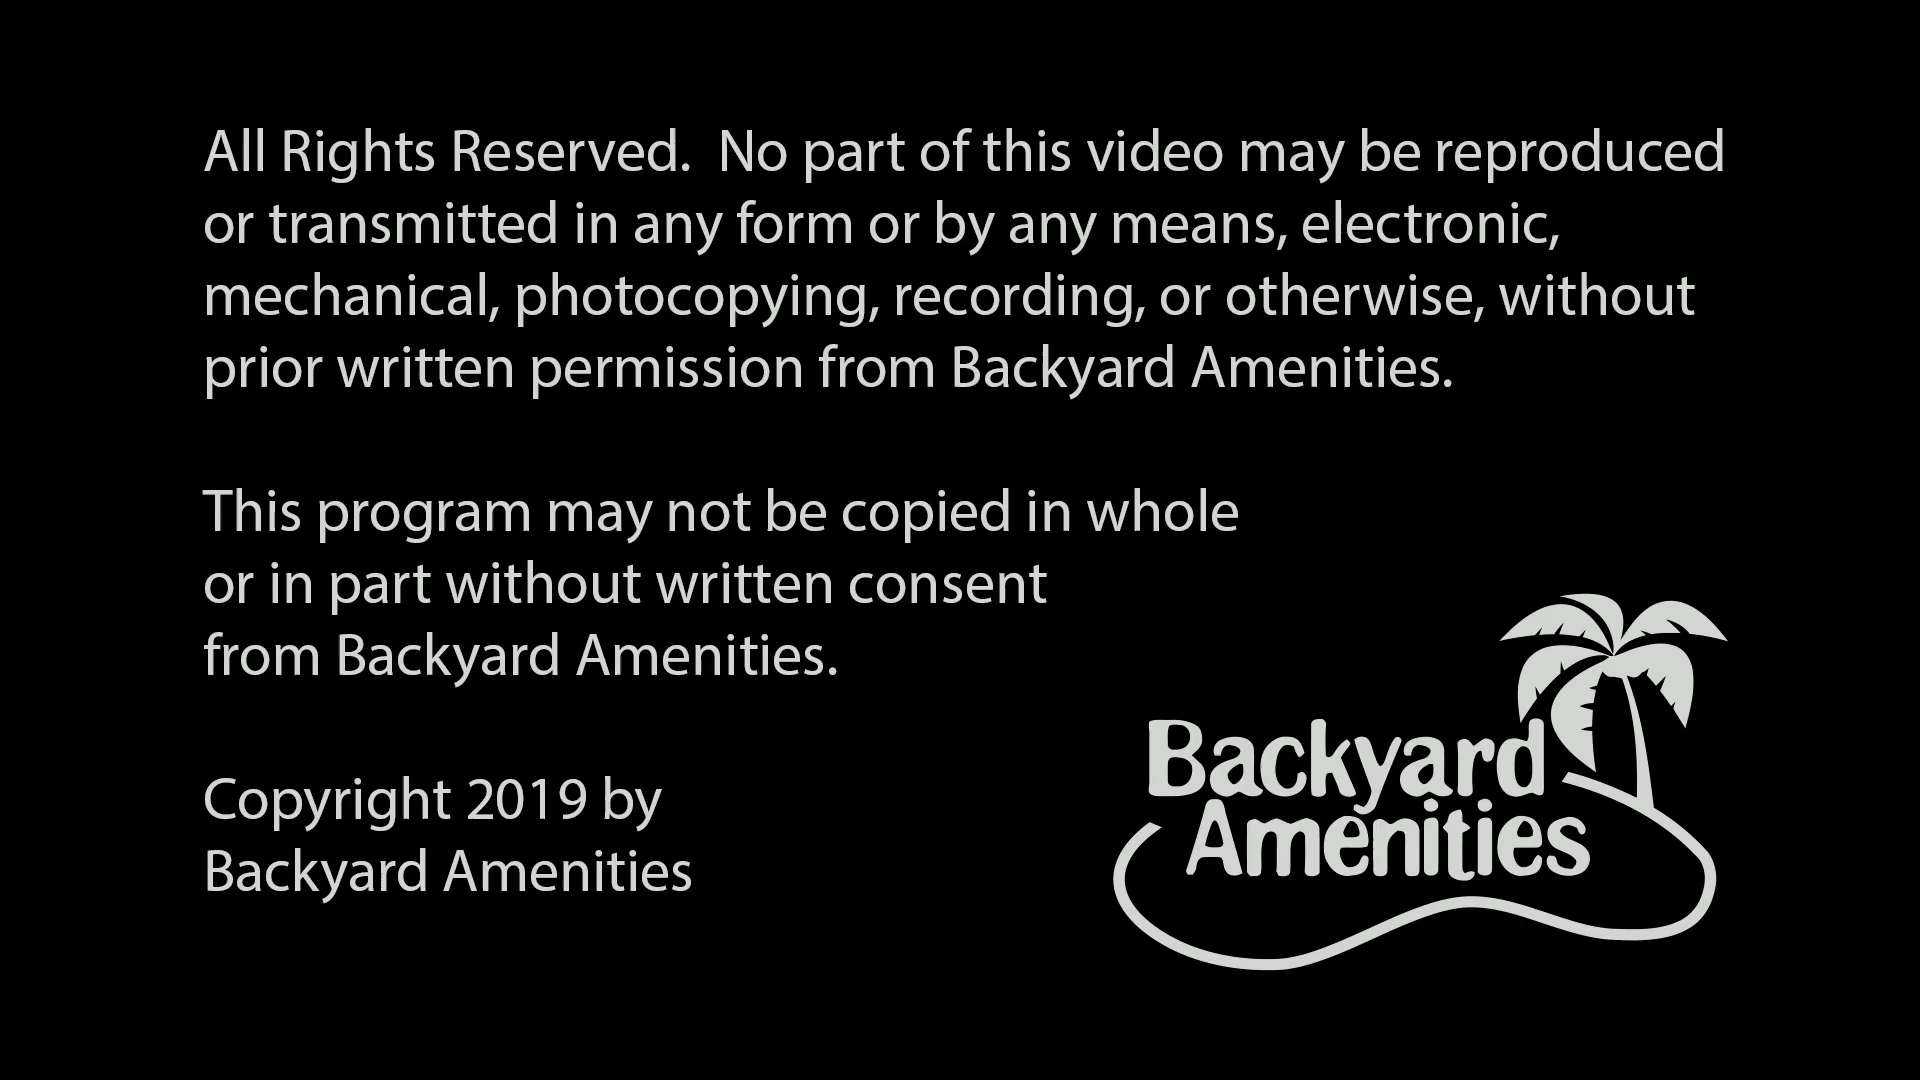 All Rights Reserved.  No part of this video may be reproduced
or transmitted in any form or by any means, electronic,
mechanical, photocopying, recording, or otherwise, without
prior written permission from Backyard Amenities.
This program may not be copied in whole
or in part without written consent
from Backyard Amenities.
Copyright 2019 by
Backyard Amenities
Backyard
Amenities